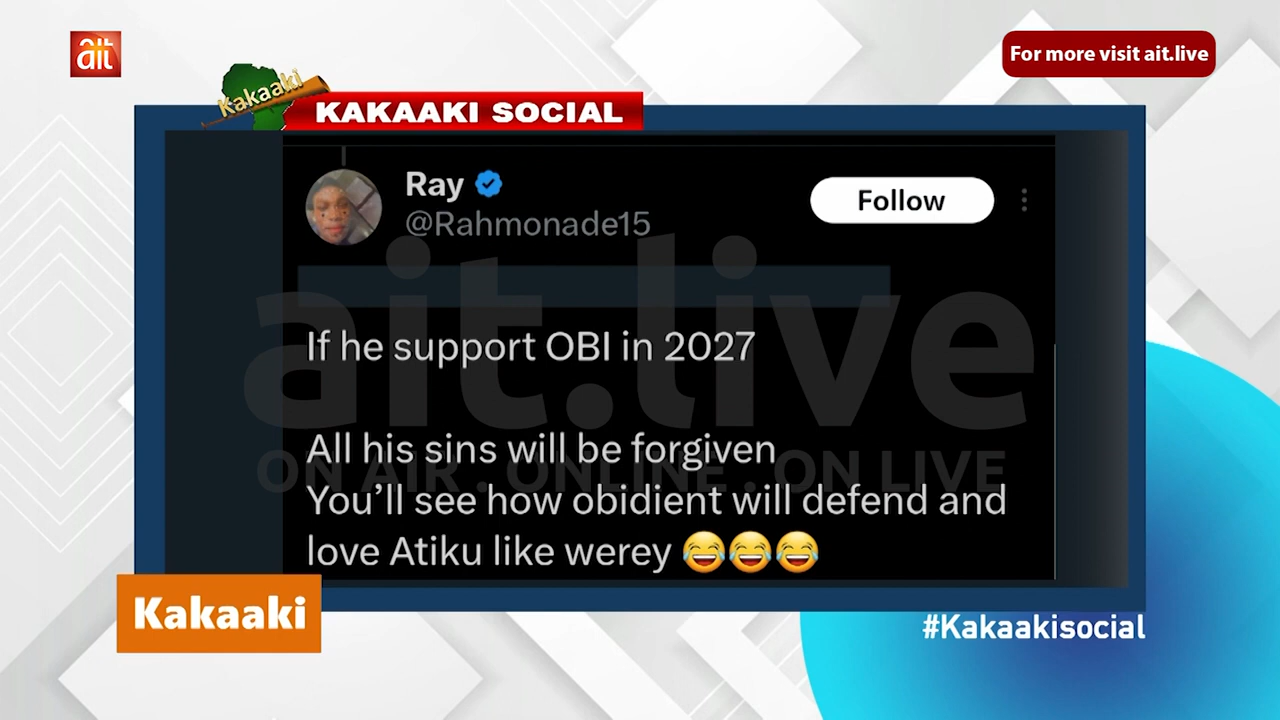 ait
For more visit ait.live
Kakaaki
KAKAAKI SOCIAL
Ray
@Rahmonade15
Follow
ait.live
If he support OBI in 2027
All his sins will be forgiven
ON AIR . ONLINE . ON LIVE
You’ll see how obidient will defend and
love Atiku like werey 😂😂😂
Kakaaki
#Kakaakisocial